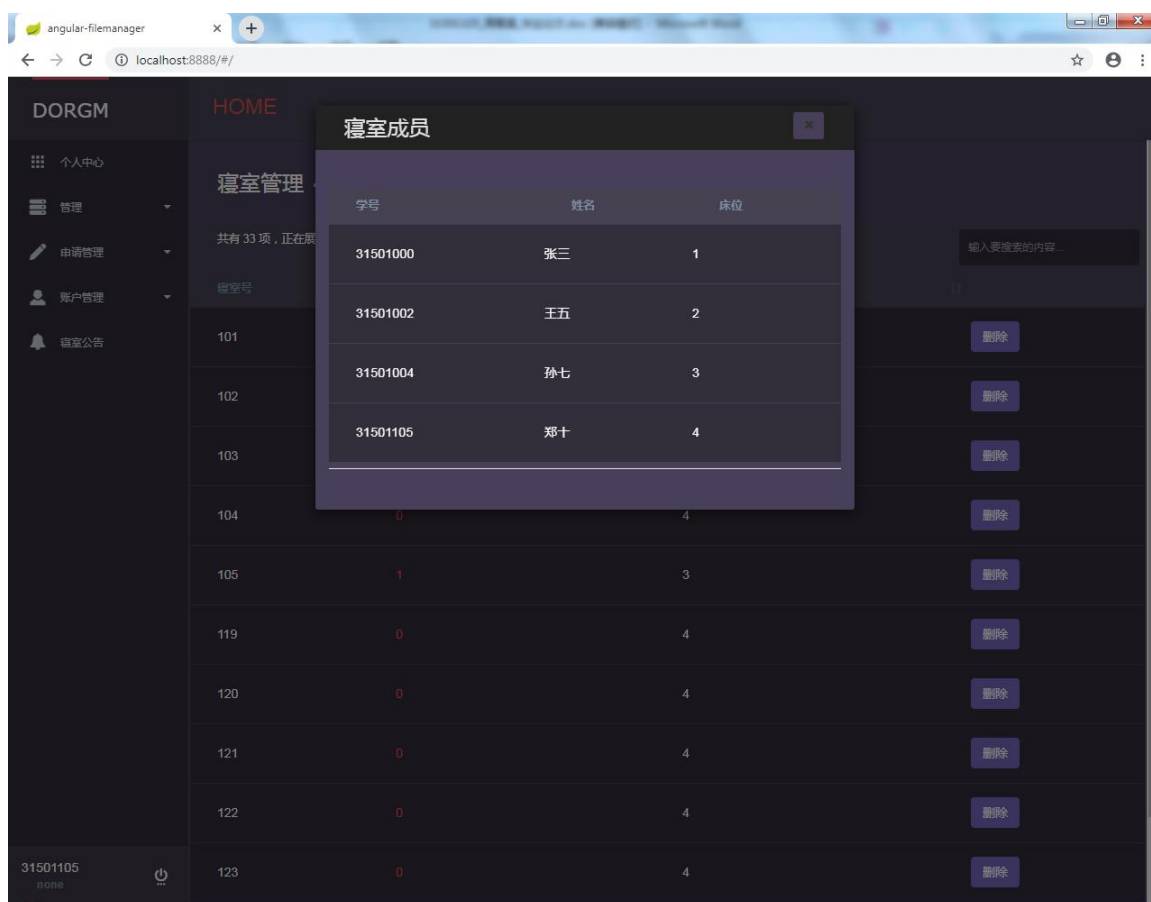 angular-filemanager
localhost:8888/#/
DORGM
HOME
个人中心
管理
申请管理
账户管理
寝室公告
31501105
none
寝室管理
共有 33 项，正在展
输入要搜索的内容...
寝室号
101 删除
102 删除
103 删除
104 0 4 删除
105 1 3 删除
119 0 4 删除
120 0 4 删除
121 0 4 删除
122 0 4 删除
123 0 4 删除
寝室成员
学号 姓名 床位
31501000 张三 1
31501002 王五 2
31501004 孙七 3
31501105 郑十 4